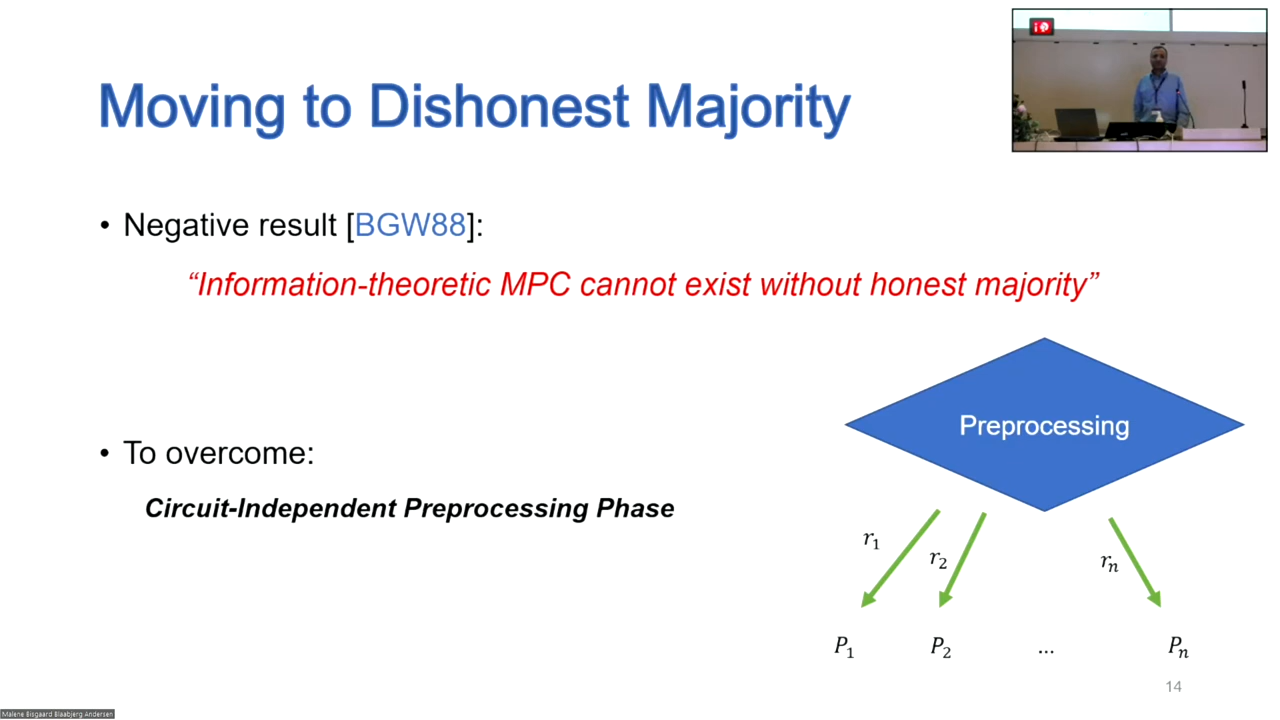 Moving to Dishonest Majority
• Negative result [BGW88]:
“Information-theoretic MPC cannot exist without honest majority”
• To overcome:
Circuit-Independent Preprocessing Phase
Preprocessing
r₁
r₂
rₙ
P₁
P₂
...
Pₙ
14
Malene Eisgaard Blaabjerg Andersen